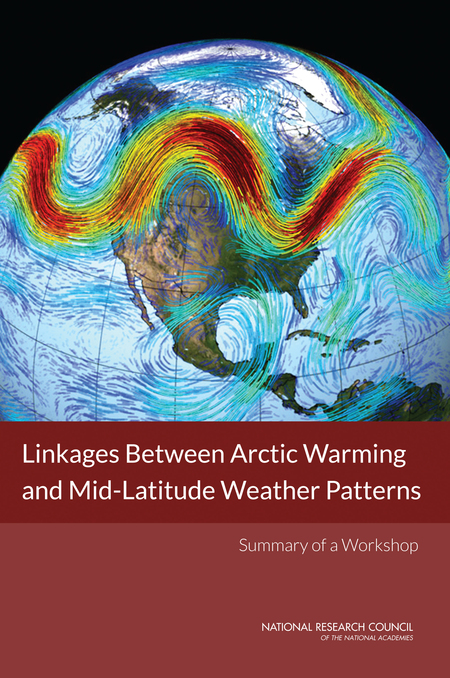 Linkages Between Arctic Warming
and Mid-Latitude Weather Patterns
Summary of a Workshop
NATIONAL RESEARCH COUNCIL
OF THE NATIONAL ACADEMIES